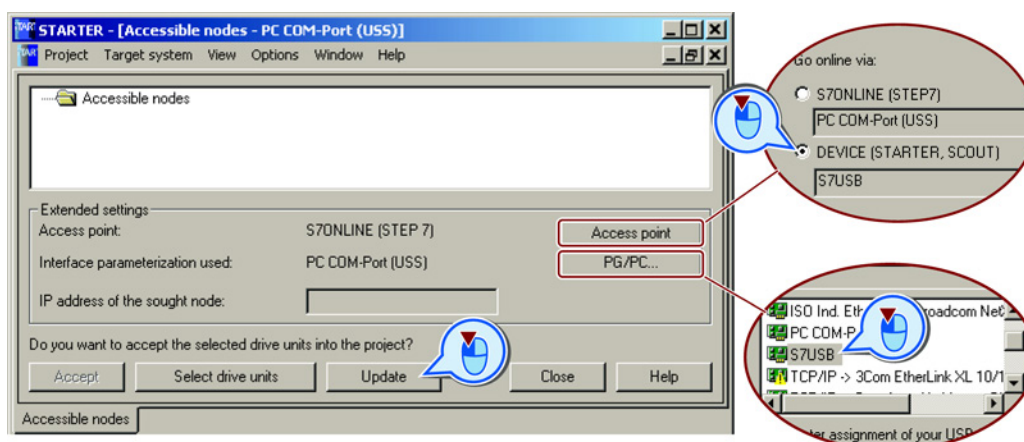 STARTER - [Accessible nodes - PC COM-Port (USS)]
Project Target system View Options Window Help
Accessible nodes
Extended settings
Access point: S7ONLINE (STEP 7) Access point
Interface parameterization used: PC COM-Port (USS) PG/PC...
IP address of the sought node:
Do you want to accept the selected drive units into the project?
Accept Select drive units Update Close Help
Accessible nodes
Go online via:
S7ONLINE (STEP7)
PC COM-Port (USS)
DEVICE (STARTER, SCOUT)
S7USB
ISO Ind.
PC COM-P
S7USB
TCP/IP -> 3Com EtherLink XL 10/1
assignment of your USB